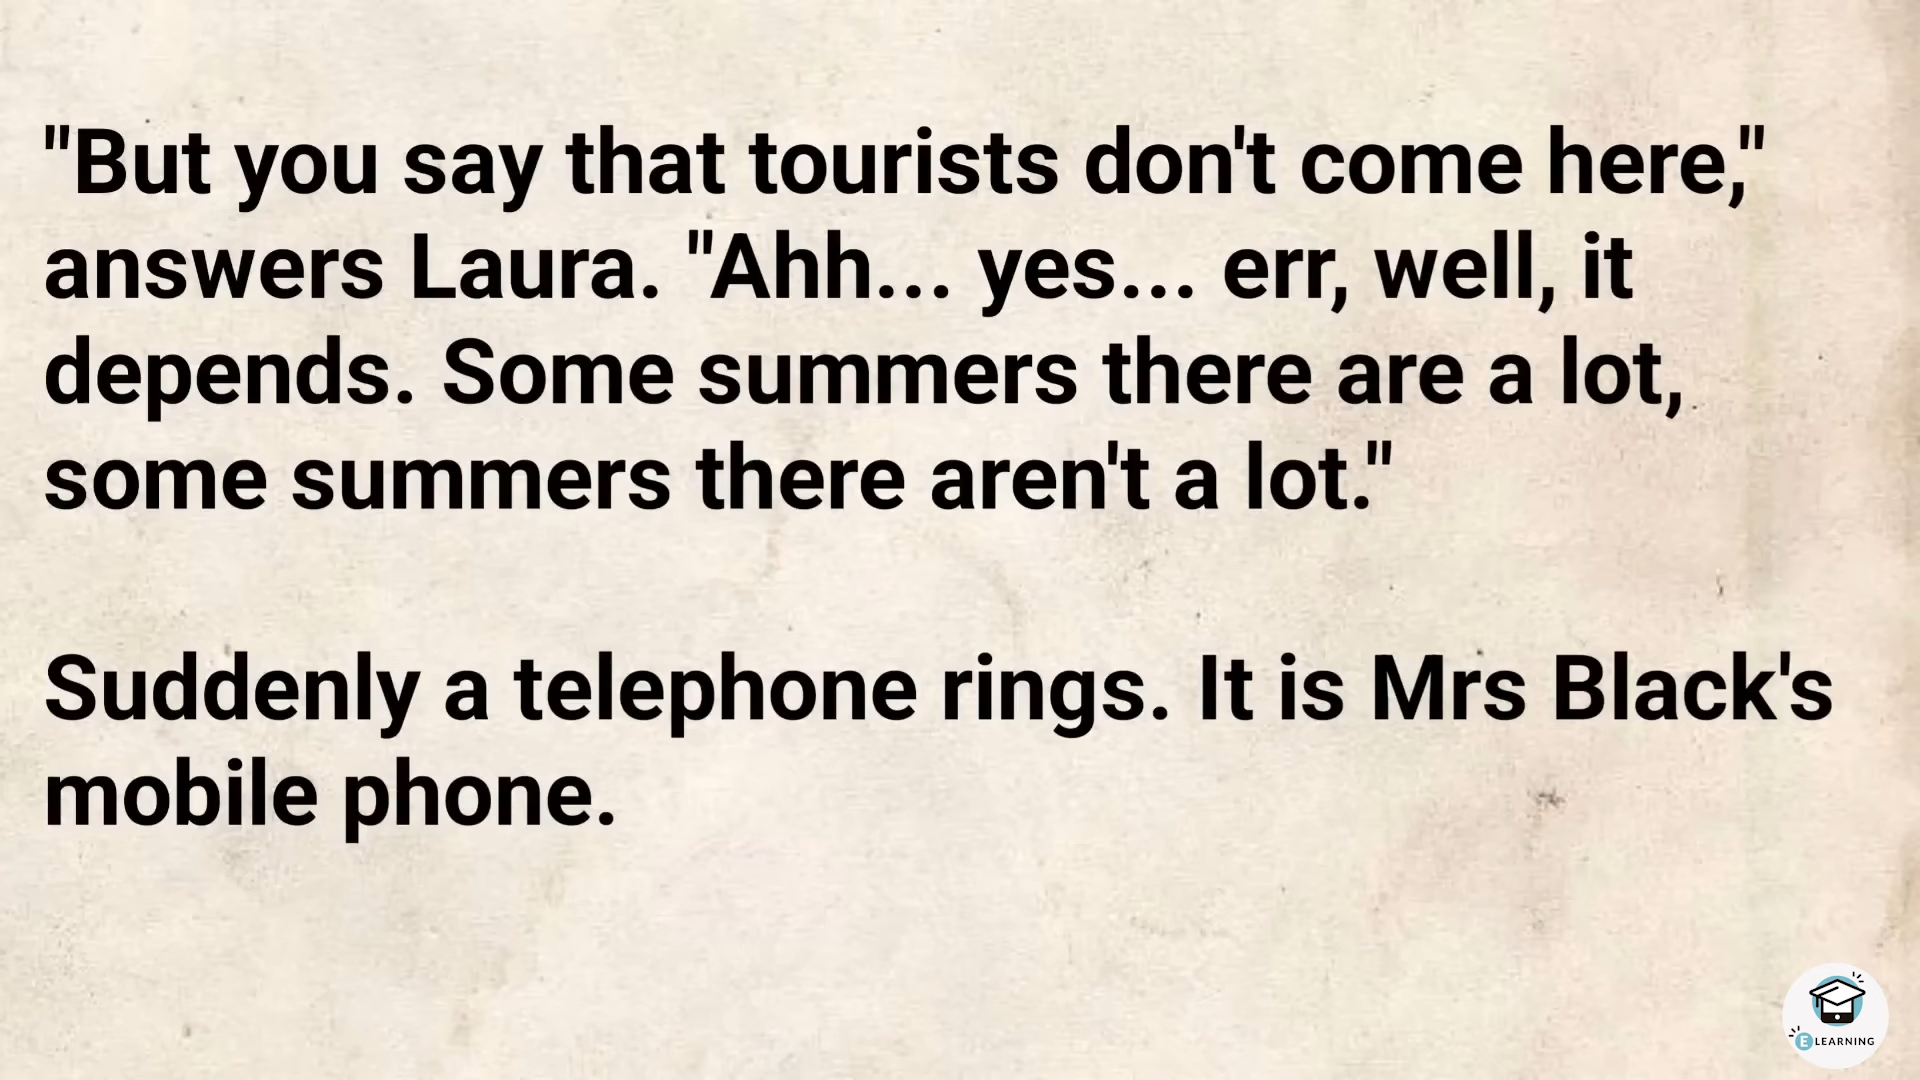 "But you say that tourists don't come here,"
answers Laura. "Ahh... yes... err, well, it
depends. Some summers there are a lot,
some summers there aren't a lot."
Suddenly a telephone rings. It is Mrs Black's
mobile phone.
E LEARNING